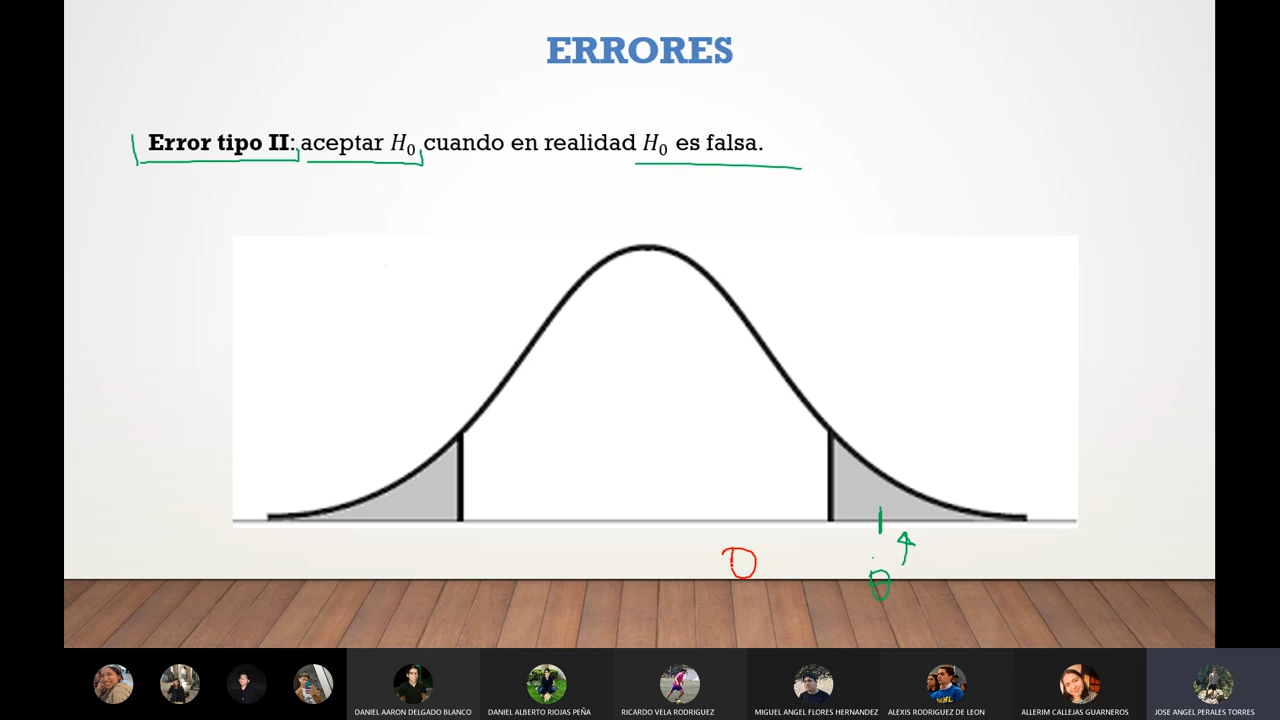 ERRORES
Error tipo II: aceptar H₀ cuando en realidad H₀ es falsa.
DANIEL AARON DELGADO BLANCO
DANIEL ALBERTO RIOJAS PEÑA
RICARDO VELA RODRIGUEZ
MIGUEL ANGEL FLORES HERNANDEZ
ALEXIS RODRIGUEZ DE LEON
ALLERIM CALLEJAS GUARNEROS
JOSE ANGEL PERALES TORRES